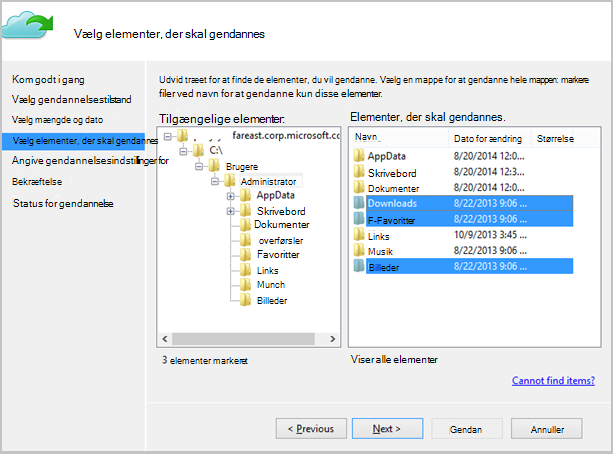 Vælg elementer, der skal gendannes
Kom godt i gang
Vælg gendannelsestilstand
Vælg mængde og dato
Vælg elementer, der skal gendannes
Angive gendannelsesindstillinger for
Bekræftelse
Status for gendannelse
Udvid træet for at finde de elementer, du vil gendanne. Vælg en mappe for at gendanne hele mappen: markere
filer ved navn for at gendanne kun disse elementer.
Tilgængelige elementer:
fareast.corp.microsoft.cc
C:\
Brugere
Administrator
AppData
Skrivebord
Dokumenter
overførsler
Favoritter
Links
Munch
Billeder
3 elementer markeret
Elementer, der skal gendannes.
Navn Dato for ændring Størrelse
AppData 8/20/2014 12:0...
Skrivebord 8/20/2014 12:3...
Dokumenter 8/20/2014 12:0...
Downloads 8/22/2013 9:06 ...
F-Favoritter 8/22/2013 9:06 ...
Links 10/9/2013 3:45 ...
Musik 8/22/2013 9:06 ...
Billeder 8/22/2013 9:06 ...
Viser alle elementer
Cannot find items?
< Previous
Next >
Gendan
Annuller